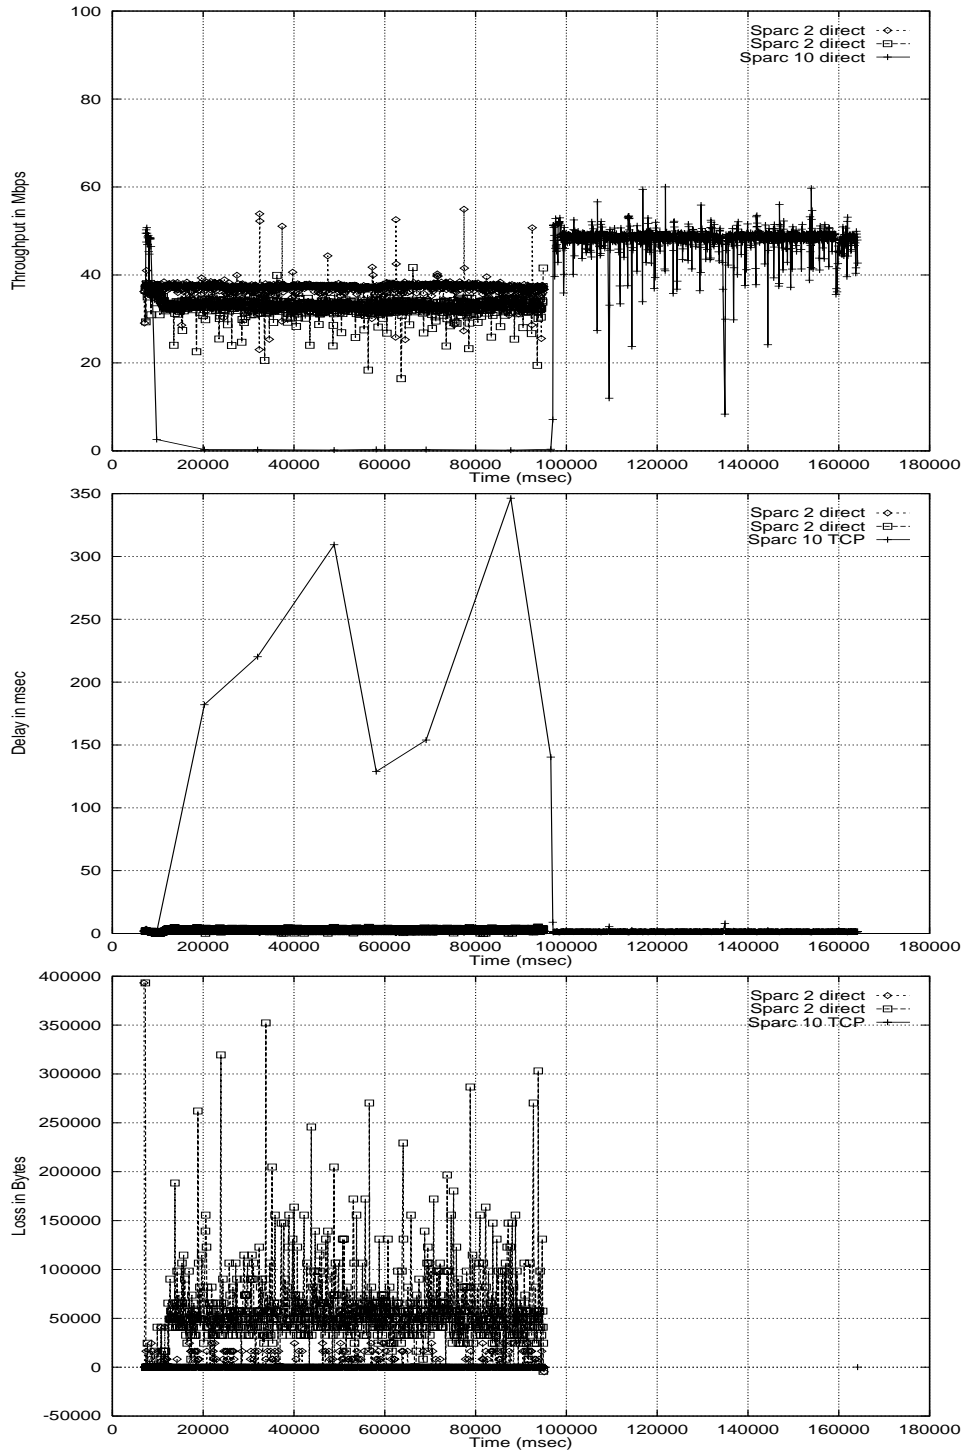 100
80
60
40
20
0
Throughput in Mbps
Sparc 2 direct
Sparc 2 direct
Sparc 10 direct
0 20000 40000 60000 80000 100000 120000 140000 160000 180000
Time (msec)
350
300
250
200
150
100
50
0
Delay in msec
Sparc 2 direct
Sparc 2 direct
Sparc 10 TCP
0 20000 40000 60000 80000 100000 120000 140000 160000 180000
Time (msec)
400000
350000
300000
250000
200000
150000
100000
50000
0
-50000
Loss in Bytes
Sparc 2 direct
Sparc 2 direct
Sparc 10 TCP
0 20000 40000 60000 80000 100000 120000 140000 160000 180000
Time (msec)